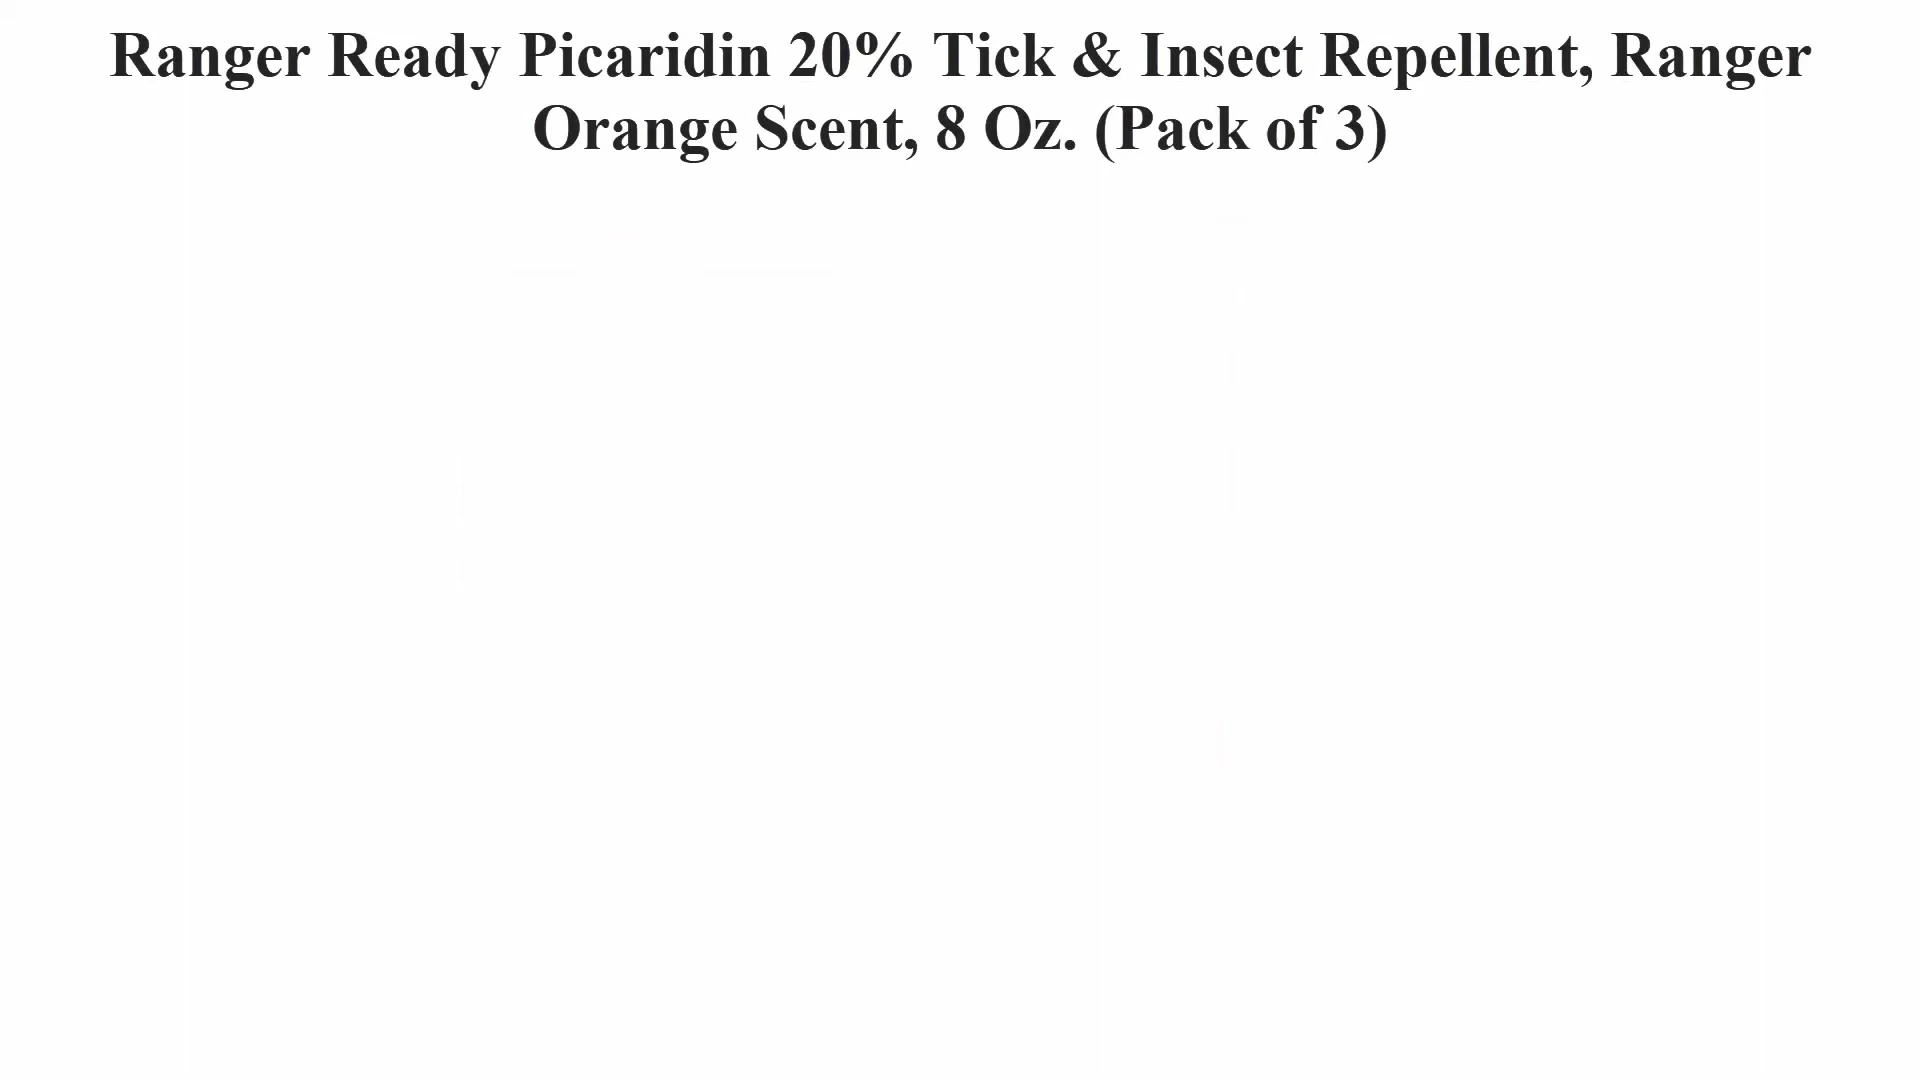 Ranger Ready Picaridin 20% Tick & Insect Repellent, Ranger
Orange Scent, 8 Oz. (Pack of 3)